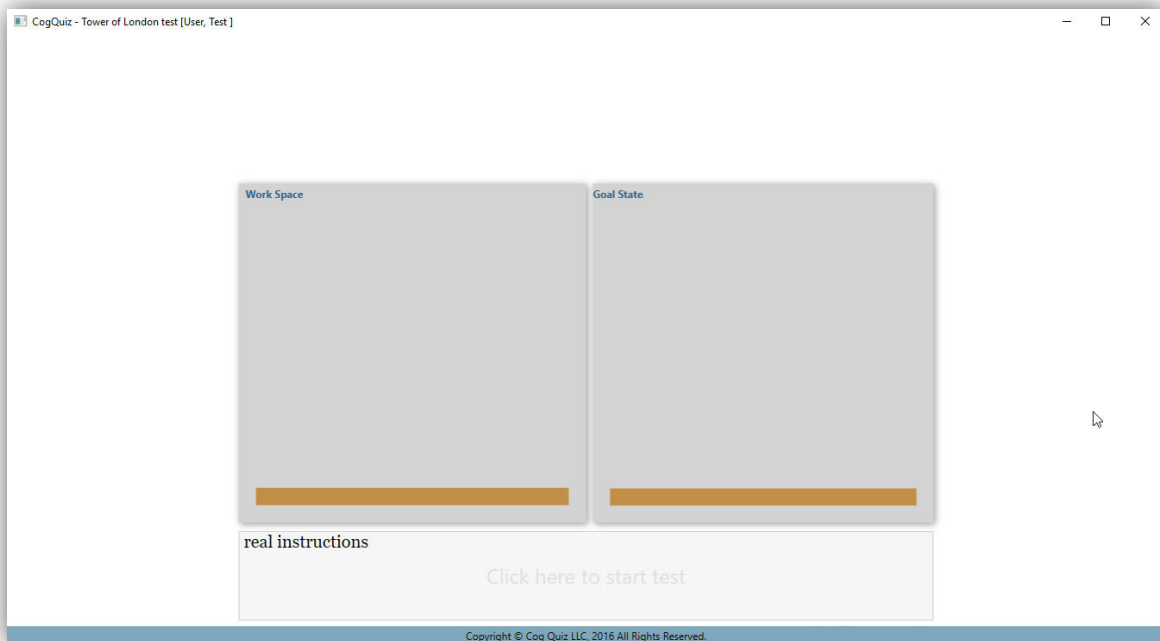 CogQuiz - Tower of London test [User, Test ]
Work Space
Goal State
real instructions
Click here to start test
Copyright © Cog Quiz LLC, 2016 All Rights Reserved.